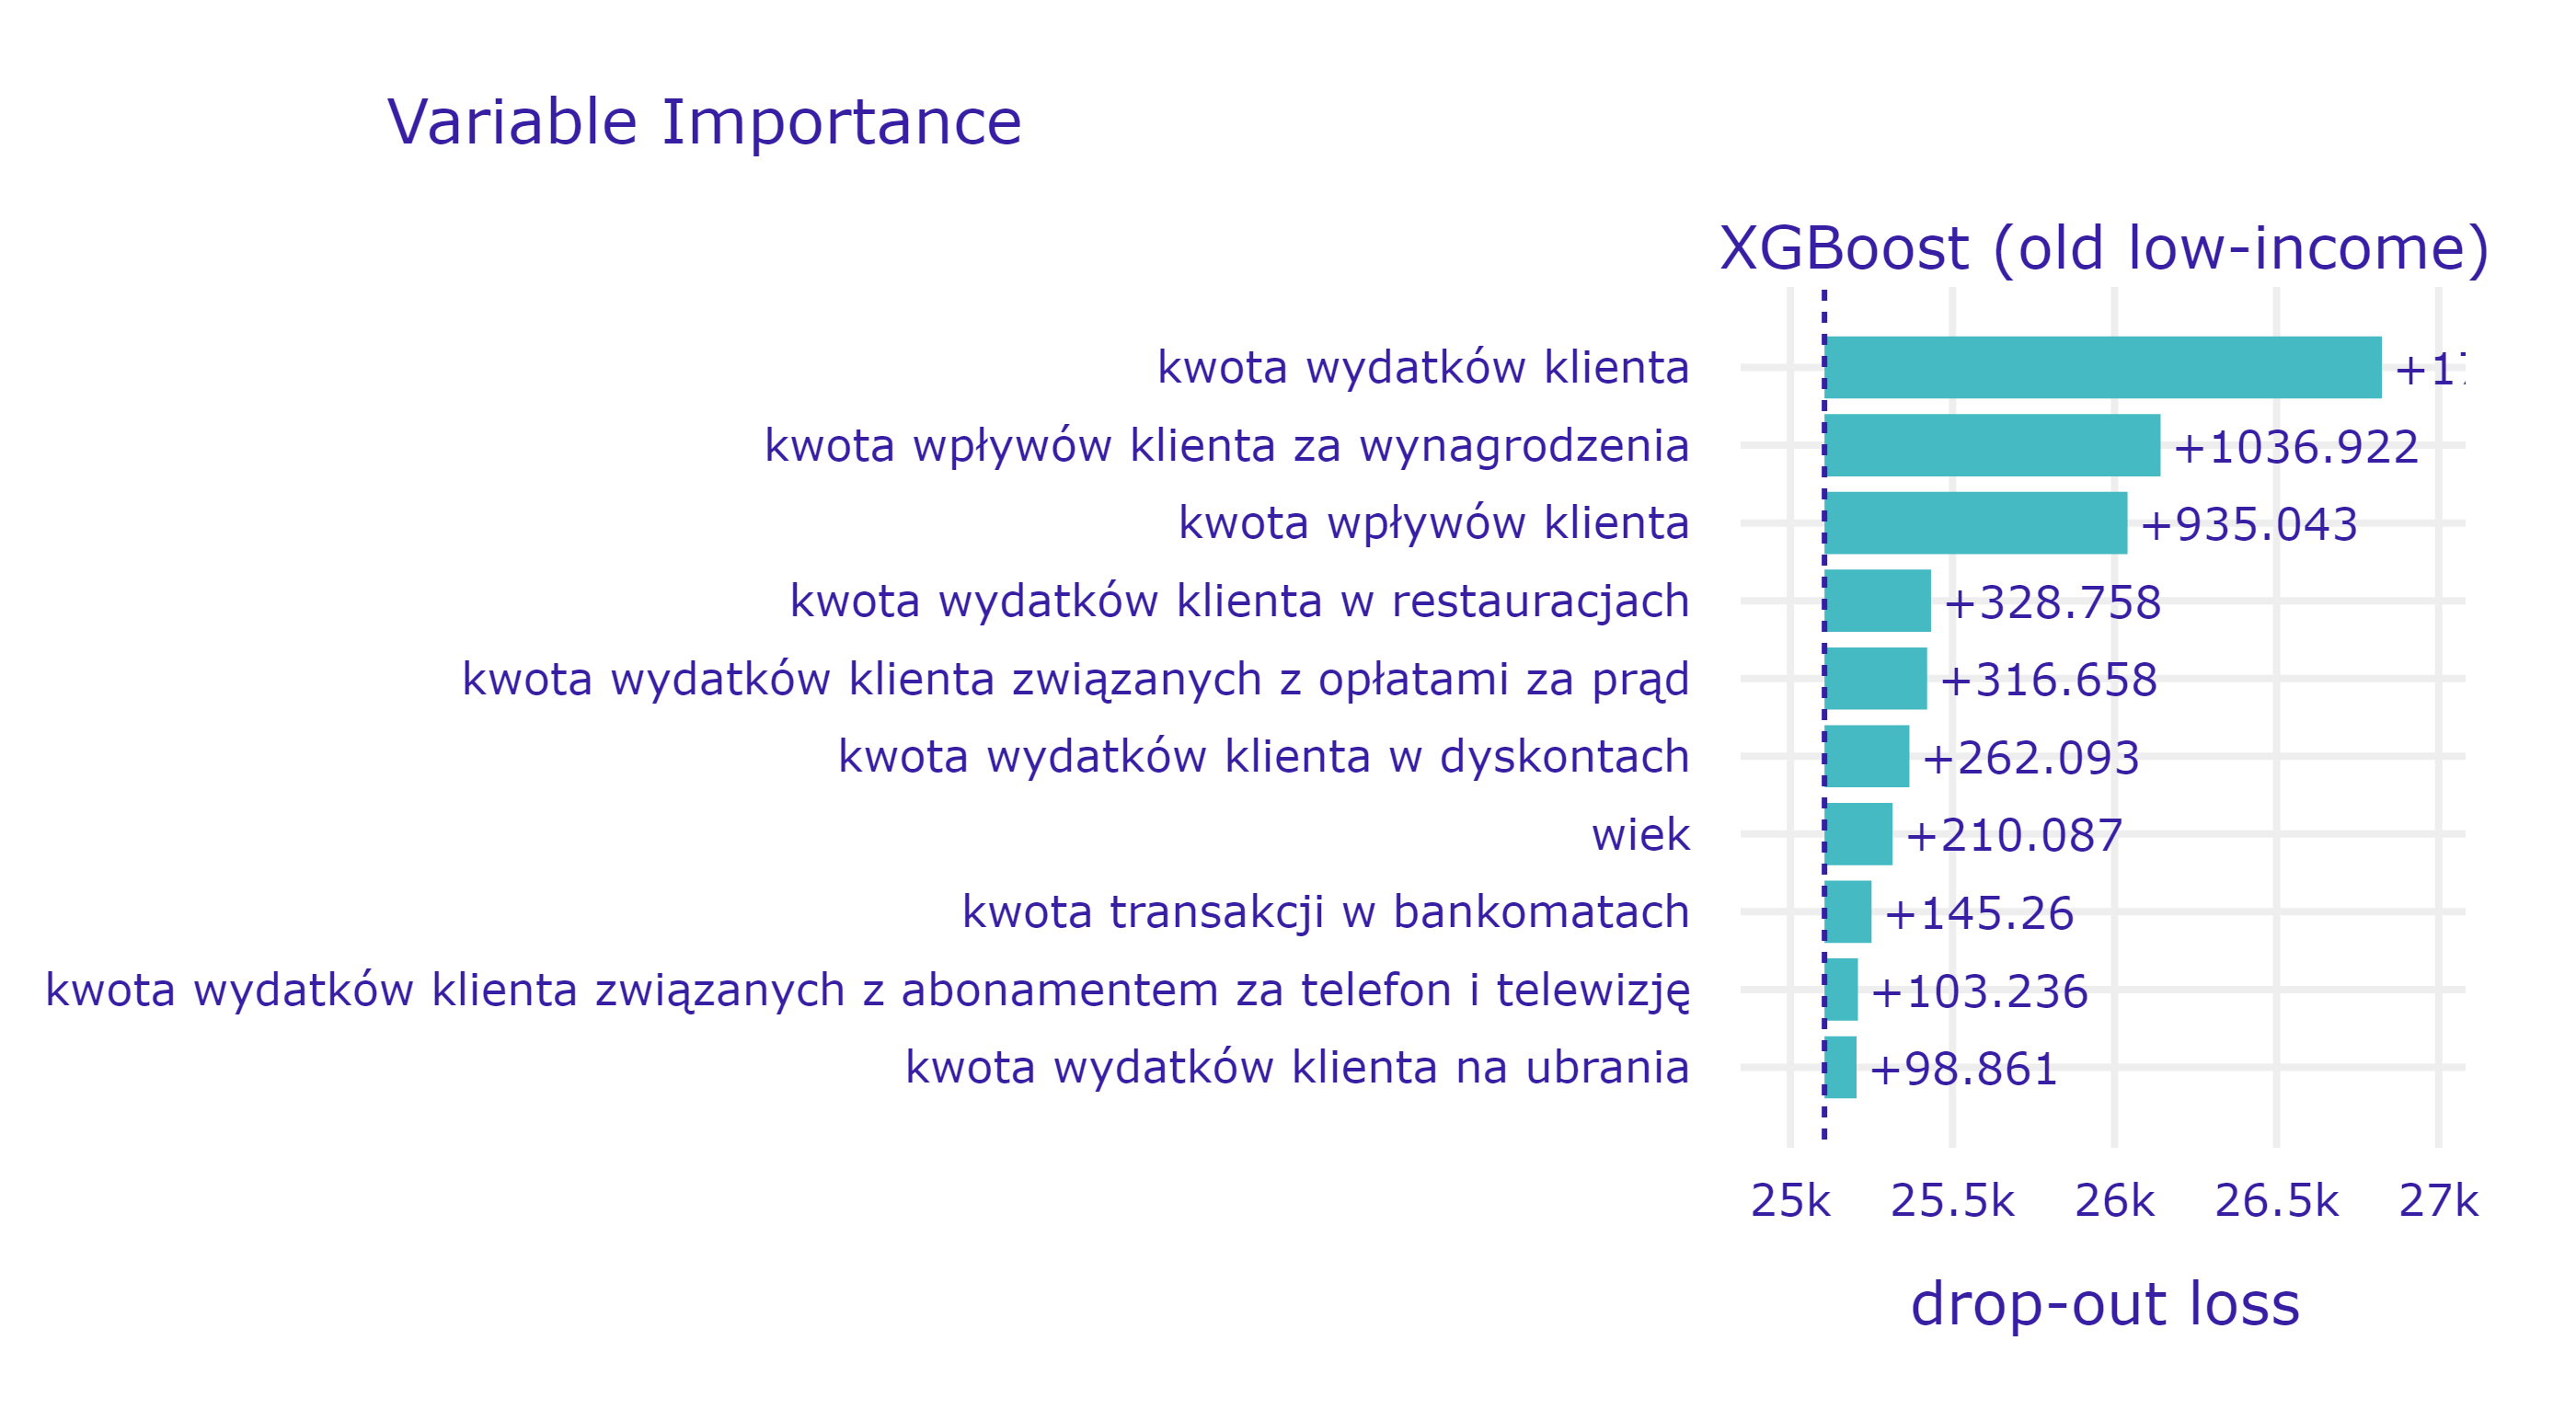 Variable Importance
XGBoost (old low-income)
kwota wydatków klienta
kwota wpływów klienta za wynagrodzenia +1036.922
kwota wpływów klienta +935.043
kwota wydatków klienta w restauracjach +328.758
kwota wydatków klienta związanych z opłatami za prąd +316.658
kwota wydatków klienta w dyskontach +262.093
wiek +210.087
kwota transakcji w bankomatach +145.26
kwota wydatków klienta związanych z abonamentem za telefon i telewizję +103.236
kwota wydatków klienta na ubrania +98.861
25k 25.5k 26k 26.5k 27k
drop-out loss